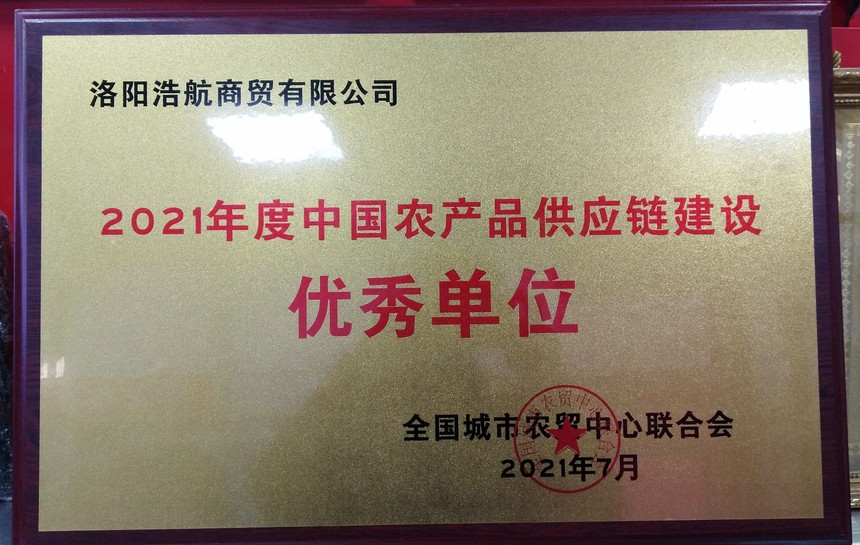 洛阳浩航商贸有限公司
2021年度中国农产品供应链建设
优秀单位
全国城市农贸中心联合会
2021年7月